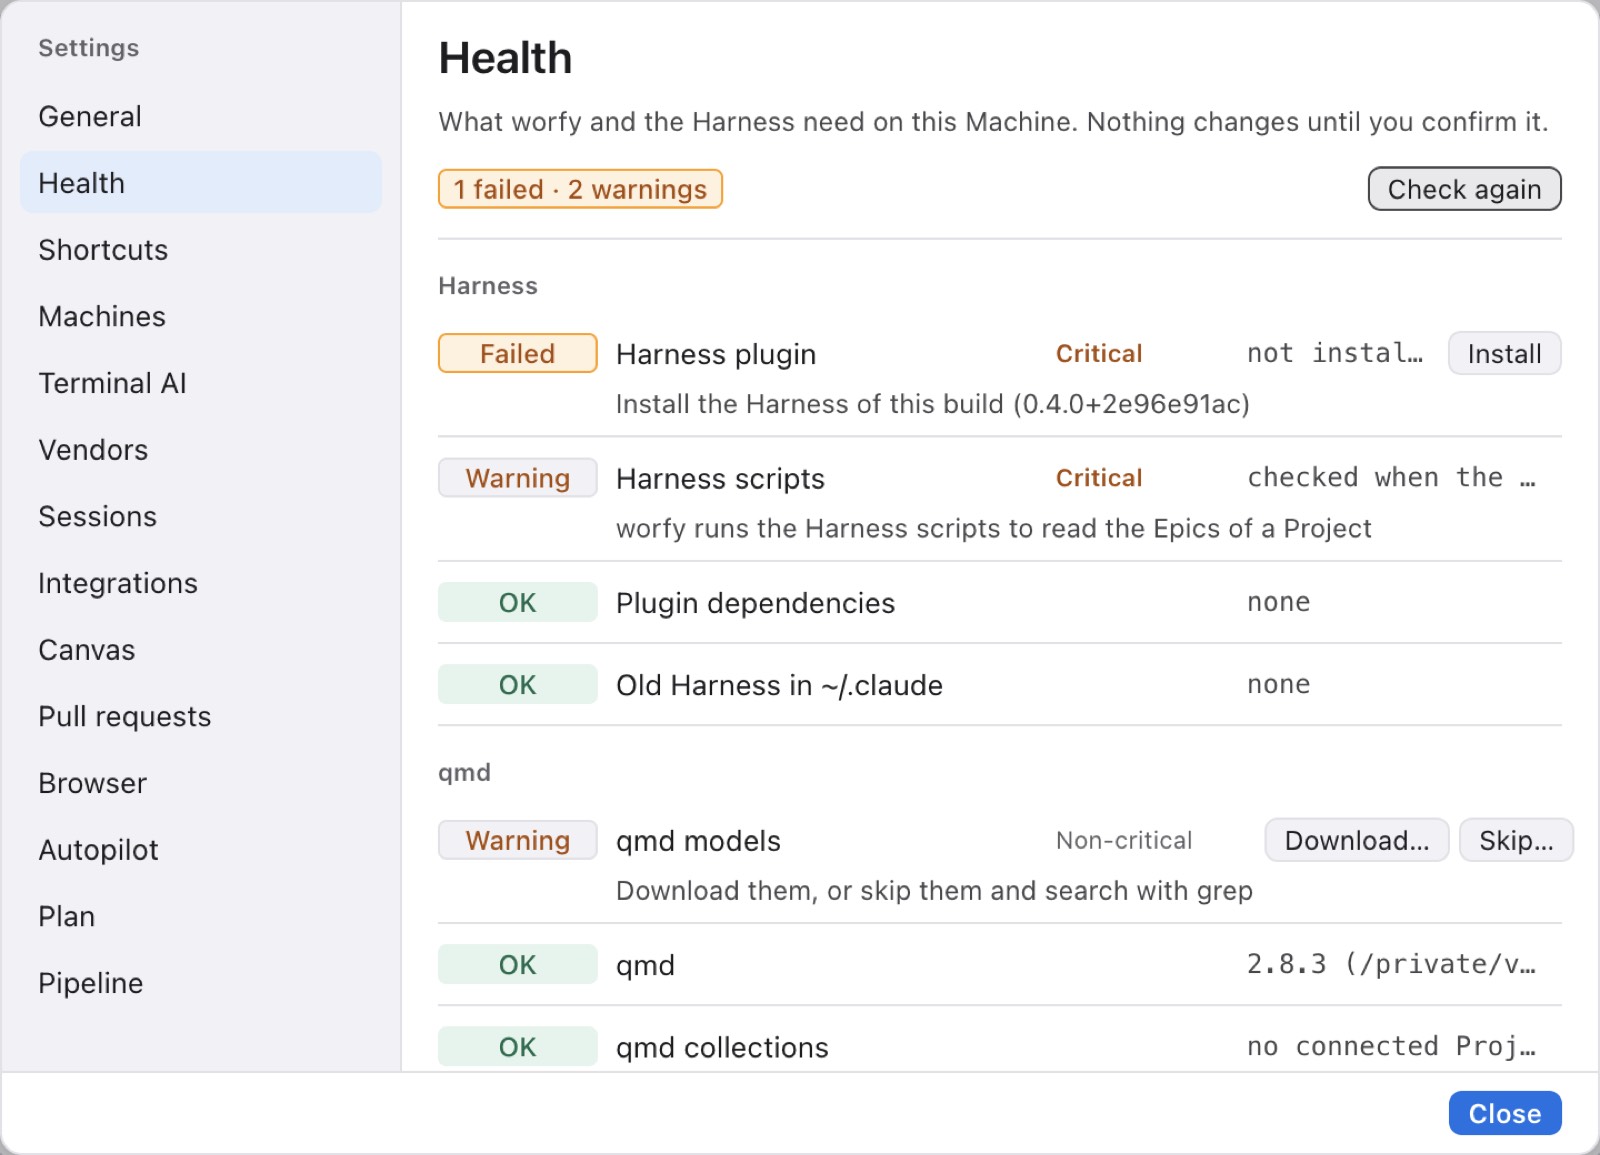 Settings
General
Health
Shortcuts
Machines
Terminal AI
Vendors
Sessions
Integrations
Canvas
Pull requests
Browser
Autopilot
Plan
Pipeline
Health
What worfy and the Harness need on this Machine. Nothing changes until you confirm it.
1 failed · 2 warnings
Check again
Harness
Failed Harness plugin Critical not instal… Install
Install the Harness of this build (0.4.0+2e96e91ac)
Warning Harness scripts Critical checked when the …
worfy runs the Harness scripts to read the Epics of a Project
OK Plugin dependencies none
OK Old Harness in ~/.claude none
qmd
Warning qmd models Non-critical Download... Skip...
Download them, or skip them and search with grep
OK qmd 2.8.3 (/private/v…
OK qmd collections no connected Proj…
Close